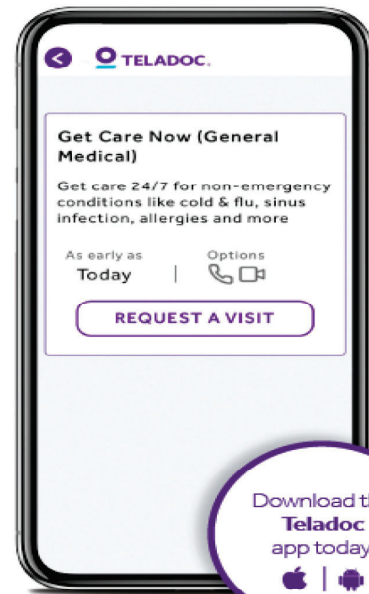 TELADOC.
Get Care Now (General
Medical)
Get care 24/7 for non-emergency
conditions like cold & flu, sinus
infection, allergies and more
As early as
Options
Today
REQUEST A VISIT
Download
Teladoc
app today